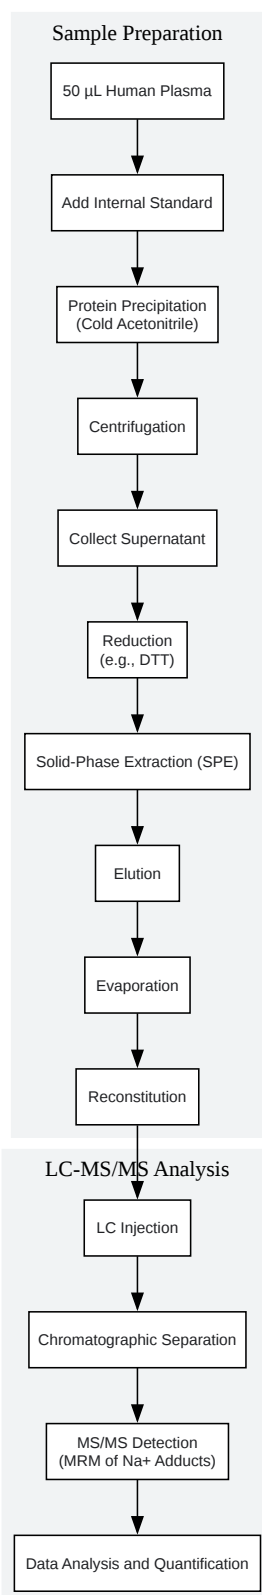 Sample Preparation
50 µL Human Plasma
Add Internal Standard
Protein Precipitation
(Cold Acetonitrile)
Centrifugation
Collect Supernatant
Reduction
(e.g., DTT)
Solid-Phase Extraction (SPE)
Elution
Evaporation
Reconstitution
LC-MS/MS Analysis
LC Injection
Chromatographic Separation
MS/MS Detection
(MRM of Na+ Adducts)
Data Analysis and Quantification